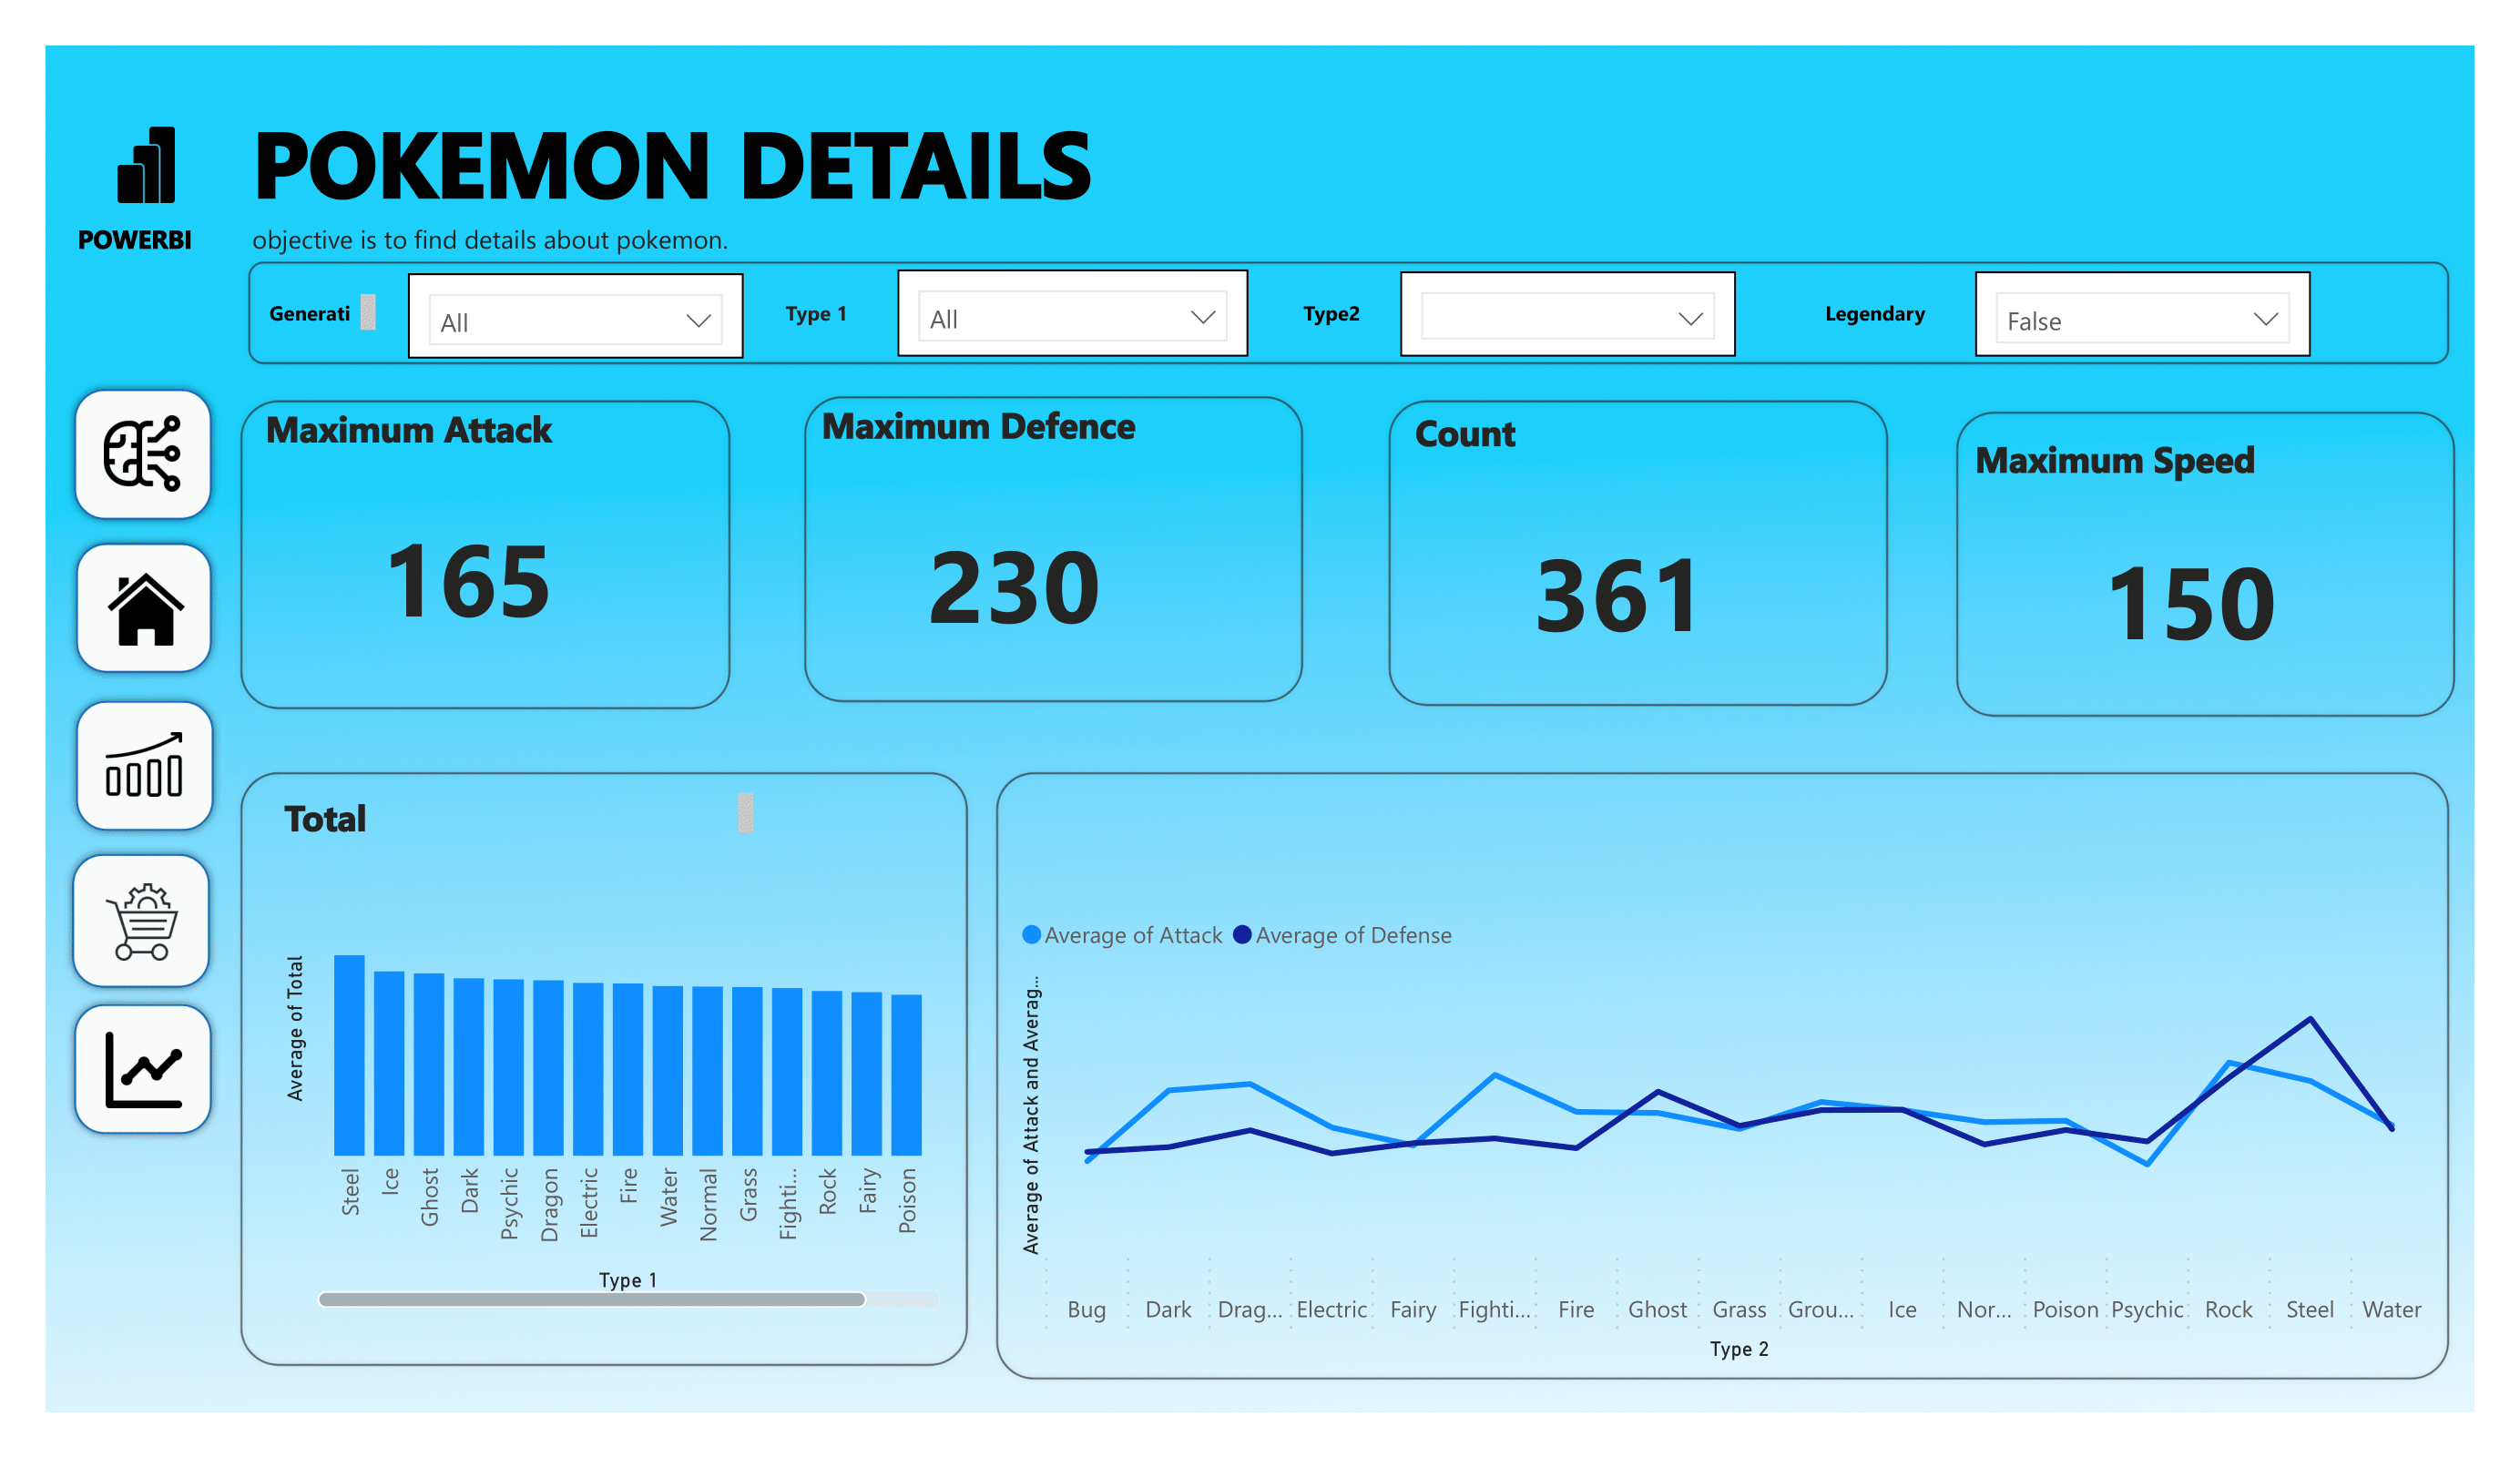 POKEMON DETAILS
POWERBI
objective is to find details about pokemon.
Generati
All
Type 1
All
Type2
Legendary
False
Maximum Attack
165
Maximum Defence
230
Count
361
Maximum Speed
150
Total
Average of Total
Steel
Ice
Ghost
Dark
Psychic
Dragon
Electric
Fire
Water
Normal
Grass
Fighti...
Rock
Fairy
Poison
Type 1
Average of Attack
Average of Defense
Average of Attack and Averag...
Bug
Dark
Drag...
Electric
Fairy
Fighti...
Fire
Ghost
Grass
Grou...
Ice
Nor...
Poison
Psychic
Rock
Steel
Water
Type 2